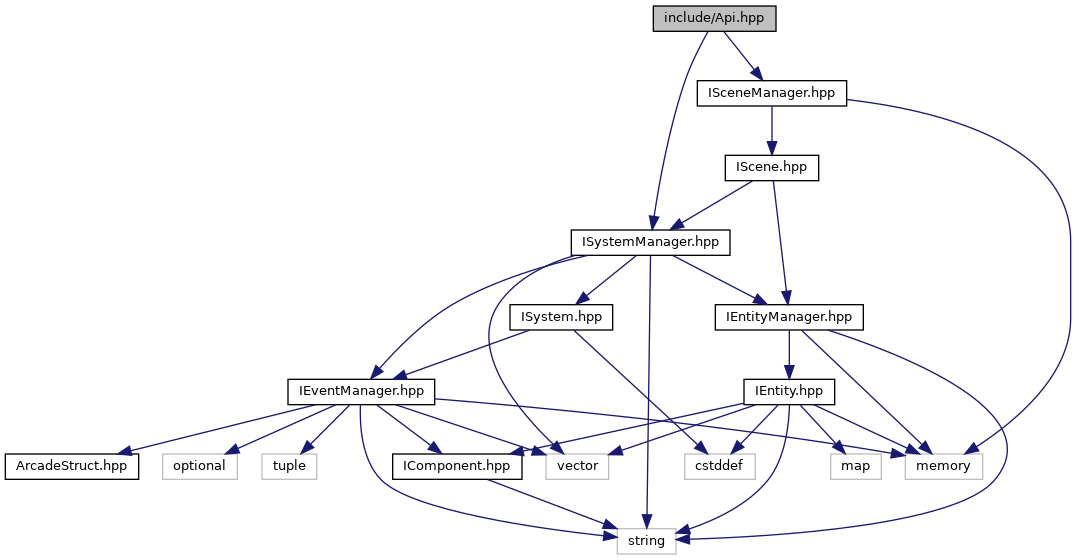 include/Api.hpp
ISceneManager.hpp
IScene.hpp
ISystemManager.hpp
ISystem.hpp
IEntityManager.hpp
IEventManager.hpp
IEntity.hpp
ArcadeStruct.hpp
optional
tuple
IComponent.hpp
vector
cstddef
map
memory
string